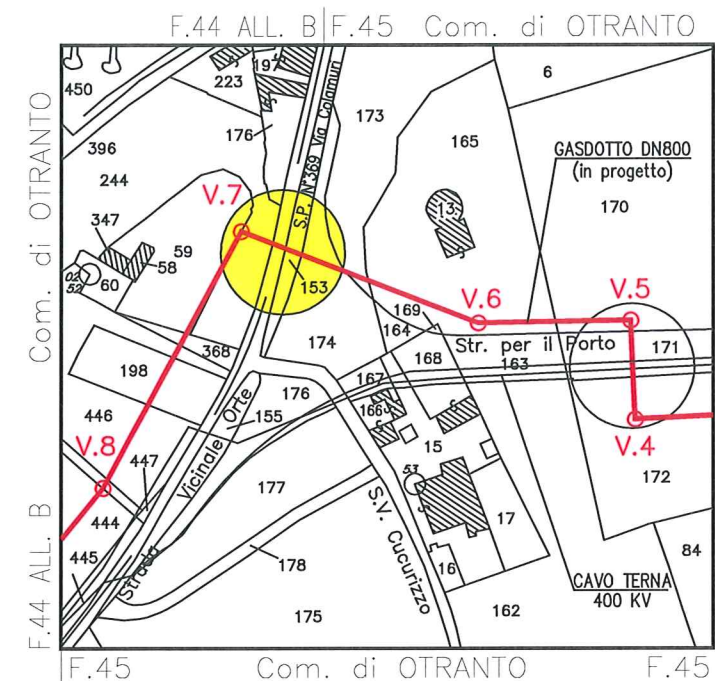 F.44 ALL. B F.45 Com. di OTRANTO
Com. di OTRANTO
F.44 ALL. B
450
223
197
6
173
176
165
396
GASDOTTO DN800
(in progetto)
244
V.7
S.P. N°369 Via Colamun
13
170
347
59
58
60
153
V.6
V.5
169
164
174
Str. per il Porto
171
368
168
163
198
167
176
V.4
Strada Vicinale Orte
155
166
446
15
V.8
447
177
53
172
444
S.V. Cucurizzo
17
445
178
16
84
CAVO TERNA
400 KV
175
162
F.45 Com. di OTRANTO F.45